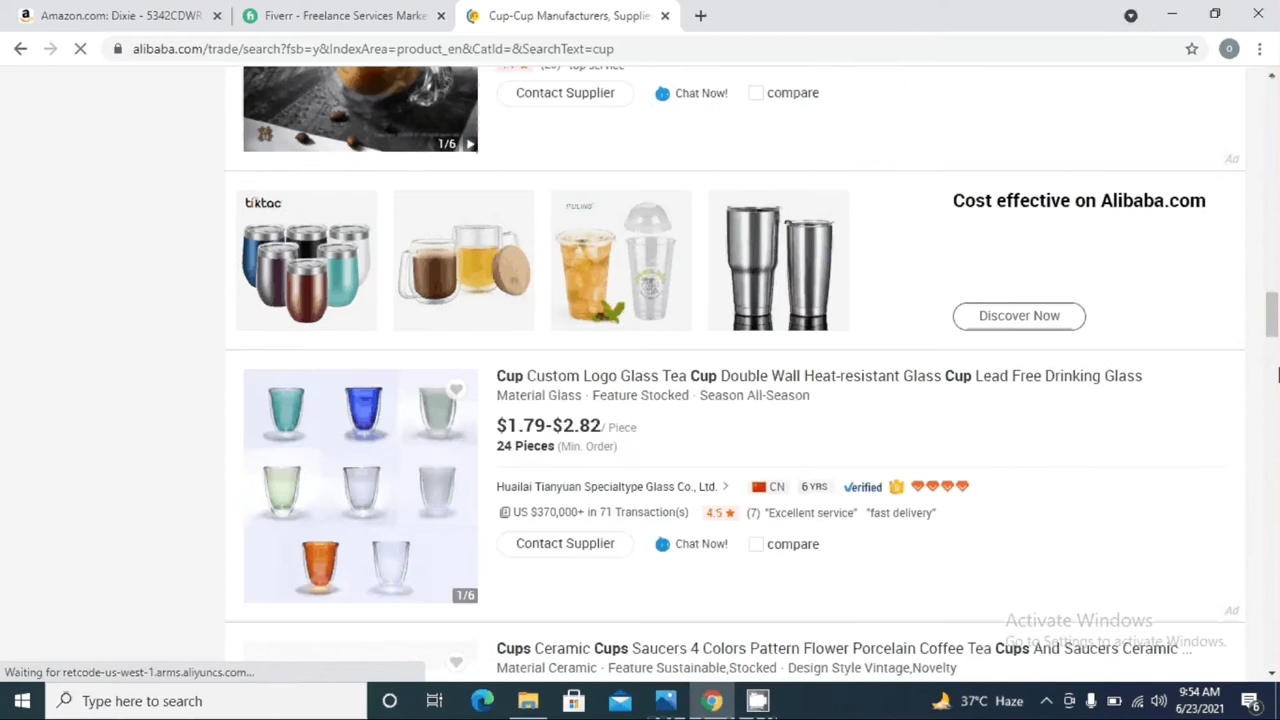 Amazon.com: Dixie - 5342CDWR
Fiverr - Freelance Services Marke
Cup-Cup Manufacturers, Supplie
alibaba.com/trade/search?fsb=y&IndexArea=product_en&CatId=&SearchText=cup
o
Top service
Contact Supplier Chat Now! compare
1/6
Ad
tiktac
Cost effective on Alibaba.com
Discover Now
Cup Custom Logo Glass Tea Cup Double Wall Heat-resistant Glass Cup Lead Free Drinking Glass
Material Glass · Feature Stocked · Season All-Season
$1.79-$2.82/ Piece
24 Pieces (Min. Order)
Huailai Tianyuan Specialtype Glass Co., Ltd. CN 6 YRS Verified
US $370,000+ in 71 Transaction(s) 4.5 (7) "Excellent service" "fast delivery"
Contact Supplier Chat Now! compare
1/6
Ad
Activate Windows
Go to Settings to activate Windows.
Cups Ceramic Cups Saucers 4 Colors Pattern Flower Porcelain Coffee Tea Cups And Saucers Ceramic ...
Material Ceramic · Feature Sustainable,Stocked · Design Style Vintage,Novelty
Waiting for retcode-us-west-1.arms.aliyuncs.com...
Type here to search
37°C Haze
9:54 AM
6/23/2021
6